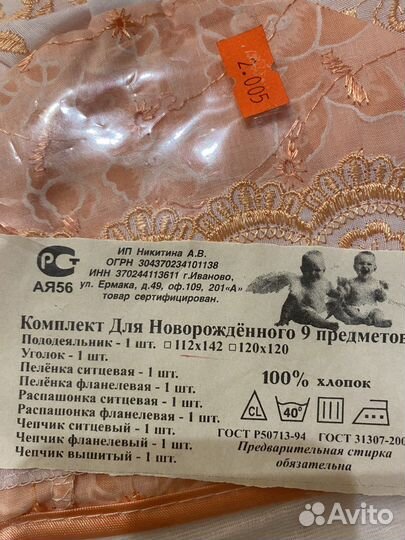 2.005
ИП Никитина А.В.
ОГРН 304370234101138
ИНН 370244113611 г.Иваново,
ул. Ермака, д.49, оф.109, 201«А»
товар сертифицирован.
РСТ
АЯ56
Комплект Для Новорождённого 9 предметов
Пододеяльник - 1 шт. □112х142 □120х120
Уголок - 1 шт.
Пелёнка ситцевая - 1 шт.
Пелёнка фланелевая - 1 шт.
Распашонка ситцевая - 1 шт.
Распашонка фланелевая - 1 шт.
Чепчик ситцевый - 1 шт.
Чепчик фланелевый - 1 шт.
Чепчик вышитый - 1 шт.
100% хлопок
CL 40°
ГОСТ Р50713-94 ГОСТ 31307-200
Предварительная стирка
обязательна
Avito